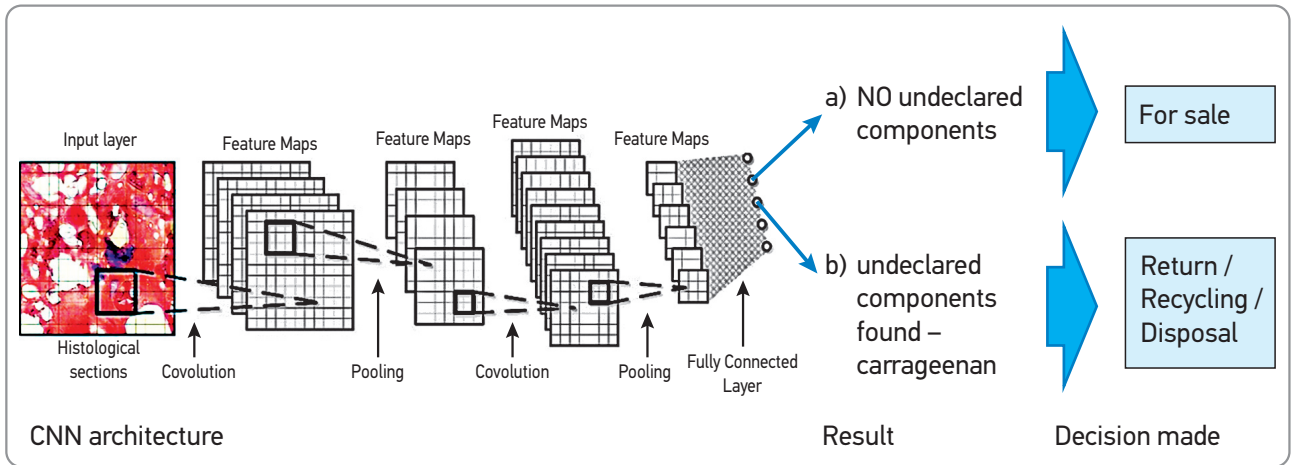 Input layer
Feature Maps
Feature Maps
Feature Maps
Feature Maps
Histological
sections
Covolution
Pooling
Covolution
Pooling
Fully Connected
Layer
a) NO undeclared
components
b) undeclared
components
found –
carrageenan
For sale
Return /
Recycling /
Disposal
CNN architecture
Result
Decision made